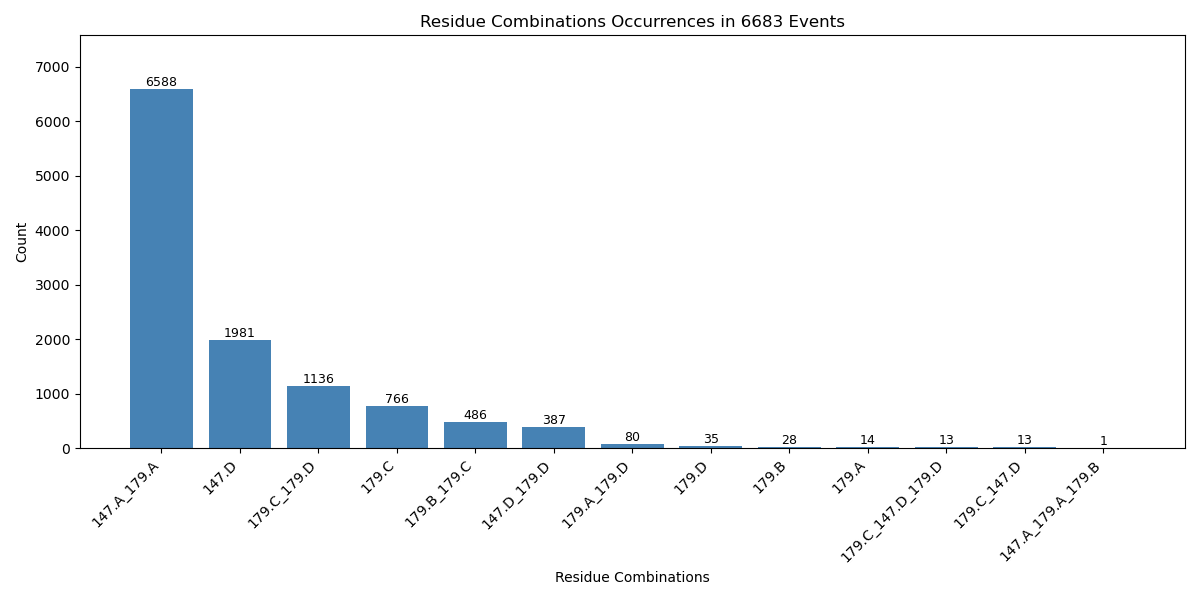 Residue Combinations Occurrences in 6683 Events
Count
7000
6000
5000
4000
3000
2000
1000
0
6588
1981
1136
766
486
387
80
35
28
14
13
13
1
147.A_179.A
147.D
179.C_179.D
179.C
179.B_179.C
147.D_179.D
179.A_179.D
179.D
179.B
179.A
179.C_147.D_179.D
179.C_147.D
147.A_179.A_179.B
Residue Combinations